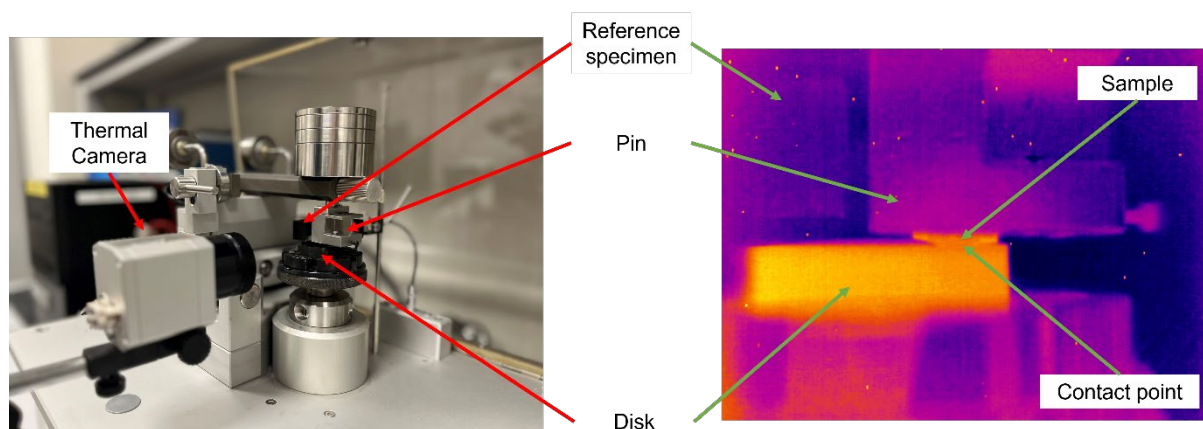 Reference
specimen
Thermal
Camera
Sample
Pin
Contact point
Disk